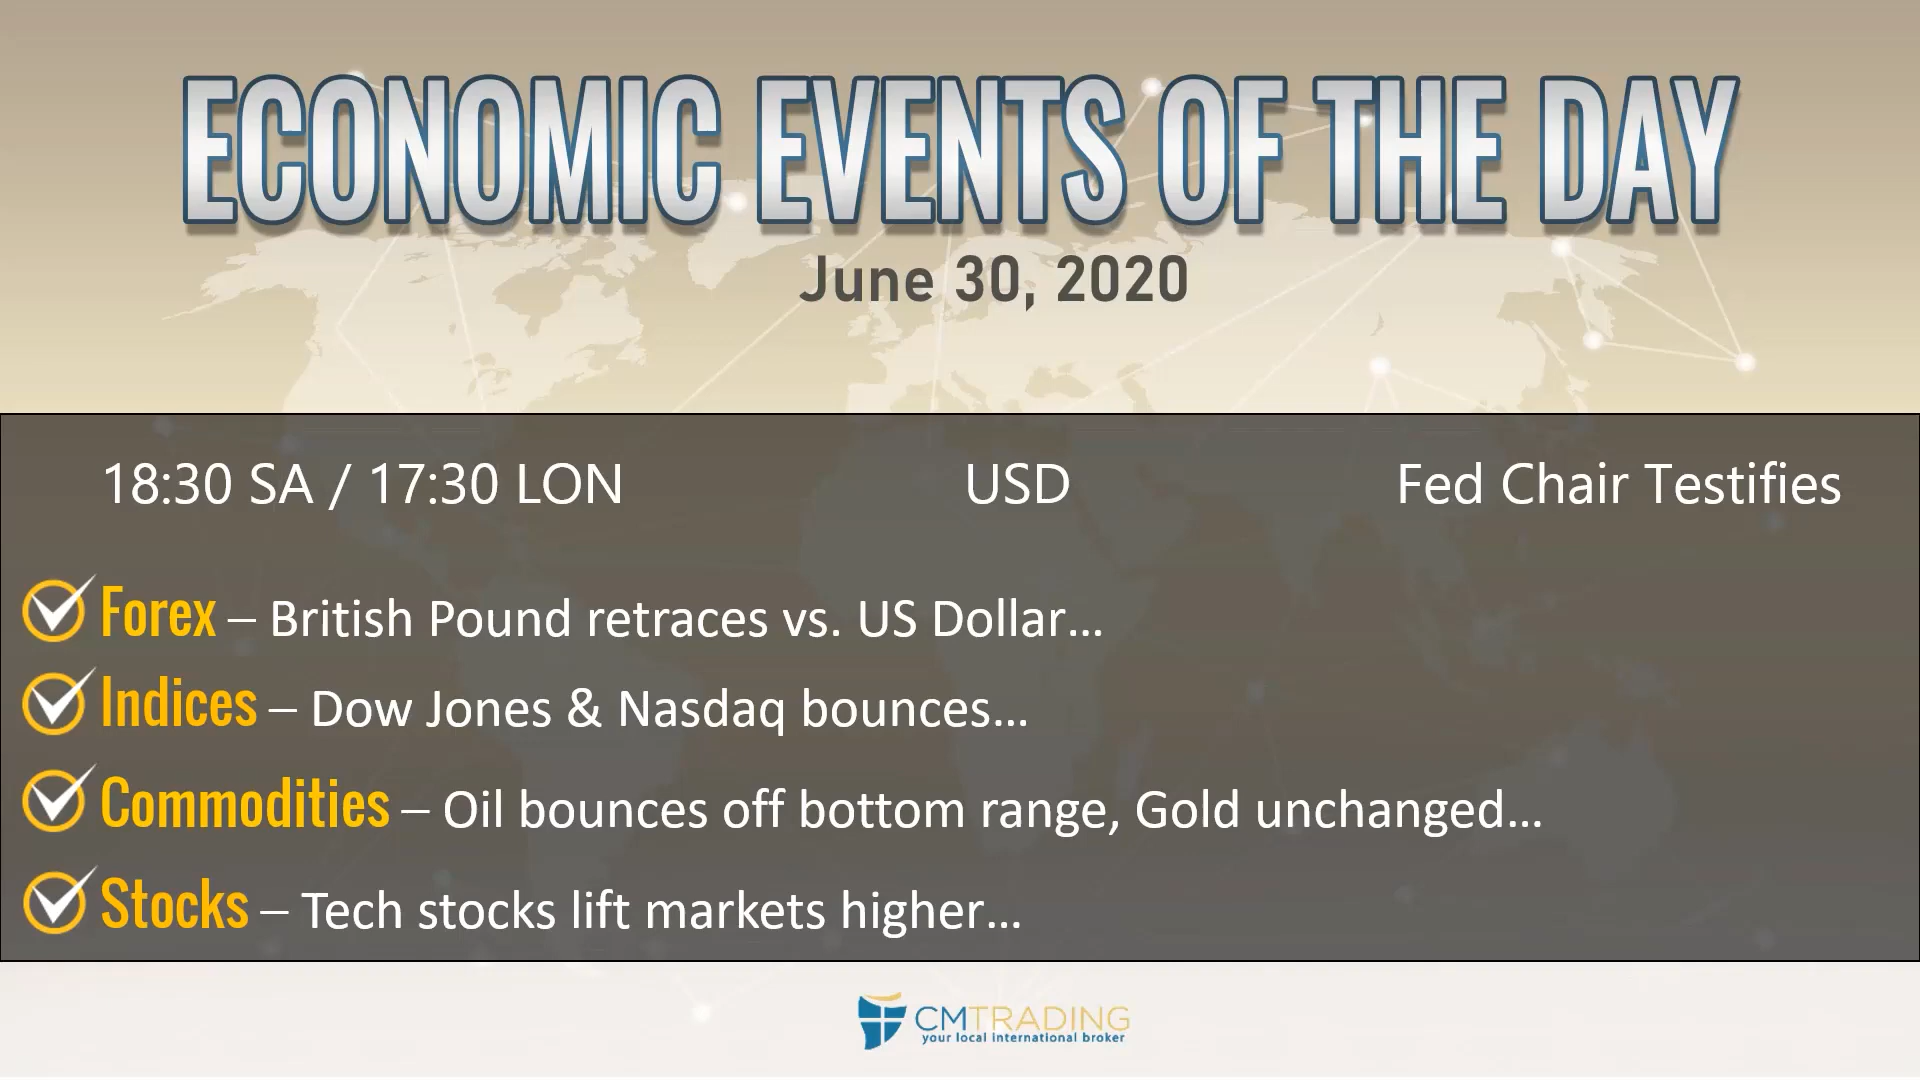 ECONOMIC EVENTS OF THE DAY
June 30, 2020
18:30 SA / 17:30 LON USD Fed Chair Testifies
Forex – British Pound retraces vs. US Dollar...
Indices – Dow Jones & Nasdaq bounces...
Commodities – Oil bounces off bottom range, Gold unchanged...
Stocks – Tech stocks lift markets higher...
CMTRADING
your local international broker